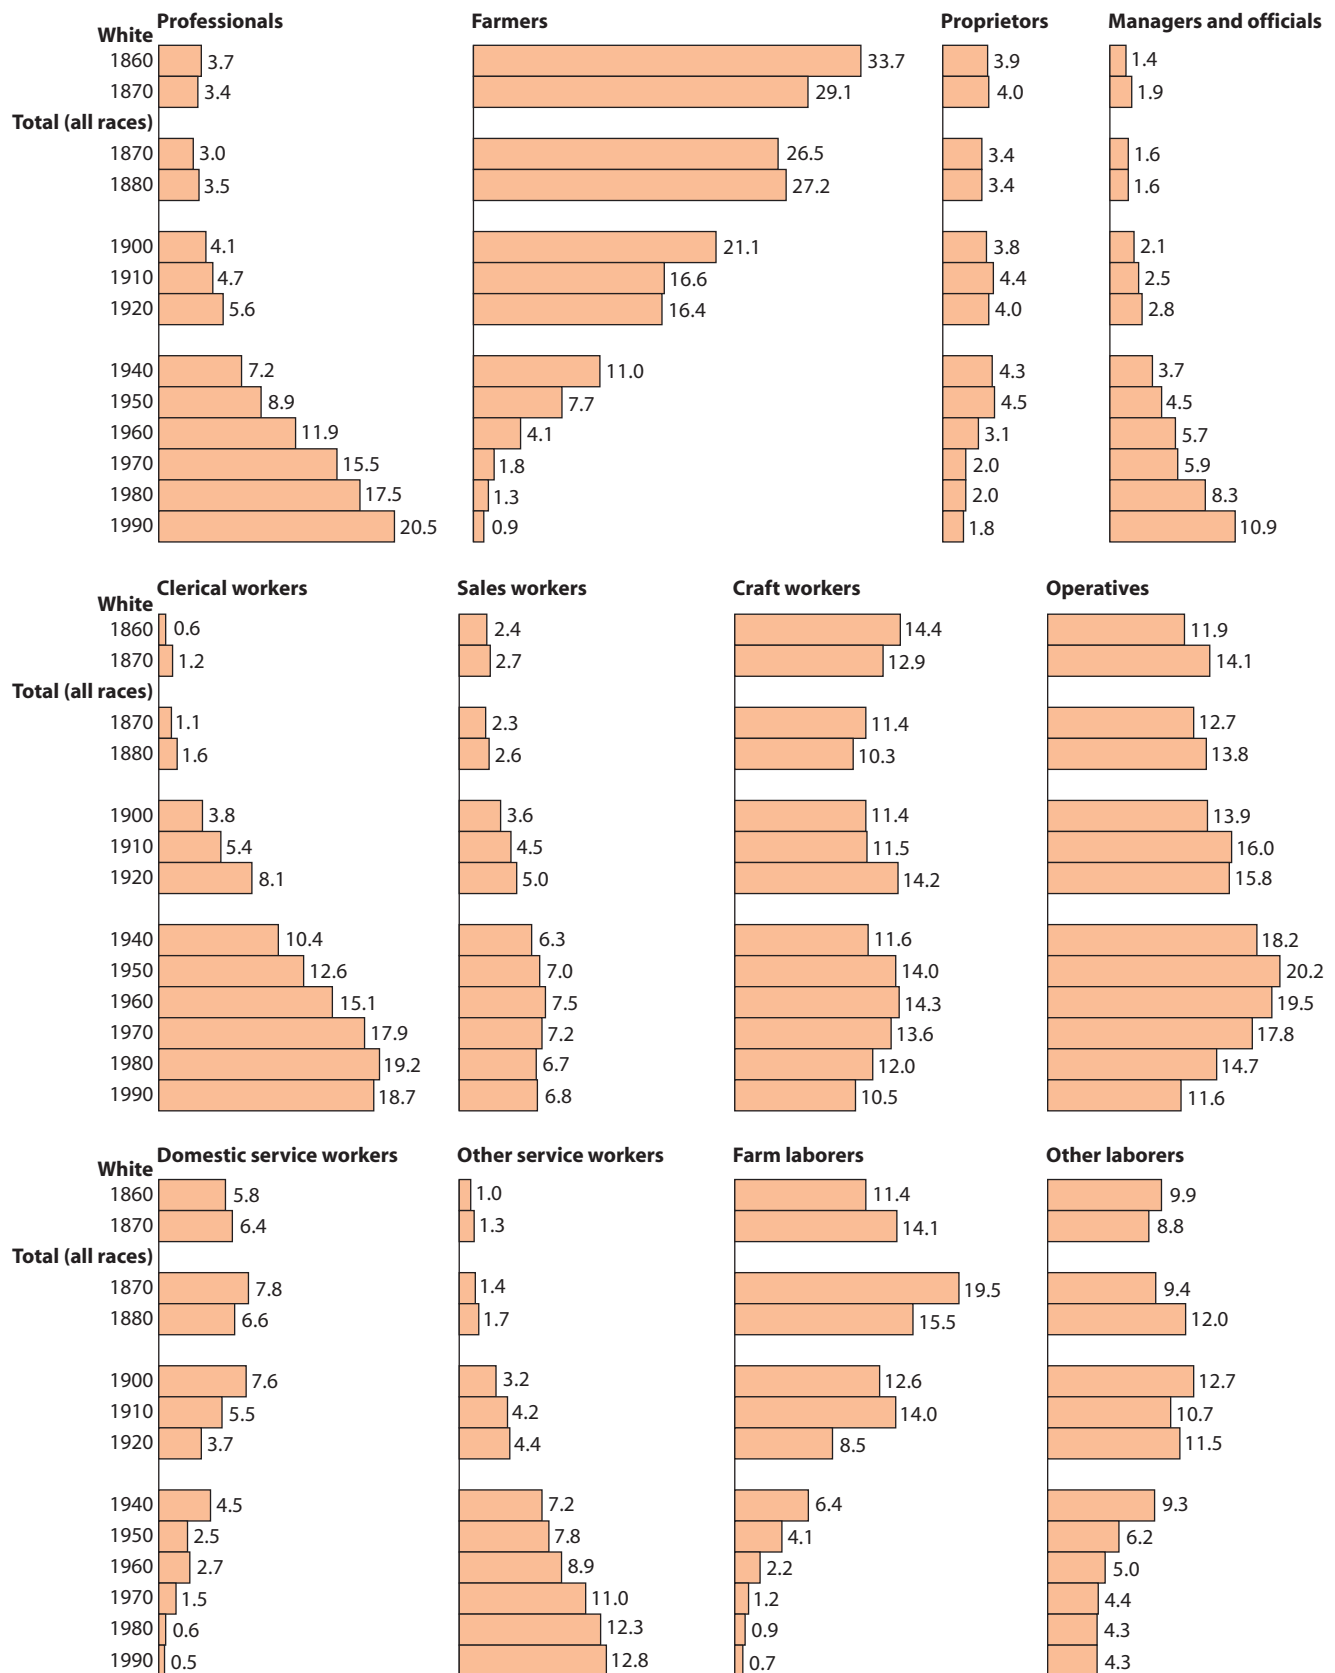 Professionals Farmers Proprietors Managers and officials
White
1860 3.7 33.7 3.9 1.4
1870 3.4 29.1 4.0 1.9
Total (all races)
1870 3.0 26.5 3.4 1.6
1880 3.5 27.2 3.4 1.6
1900 4.1 21.1 3.8 2.1
1910 4.7 16.6 4.4 2.5
1920 5.6 16.4 4.0 2.8
1940 7.2 11.0 4.3 3.7
1950 8.9 7.7 4.5 4.5
1960 11.9 4.1 3.1 5.7
1970 15.5 1.8 2.0 5.9
1980 17.5 1.3 2.0 8.3
1990 20.5 0.9 1.8 10.9
Clerical workers Sales workers Craft workers Operatives
White
1860 0.6 2.4 14.4 11.9
1870 1.2 2.7 12.9 14.1
Total (all races)
1870 1.1 2.3 11.4 12.7
1880 1.6 2.6 10.3 13.8
1900 3.8 3.6 11.4 13.9
1910 5.4 4.5 11.5 16.0
1920 8.1 5.0 14.2 15.8
1940 10.4 6.3 11.6 18.2
1950 12.6 7.0 14.0 20.2
1960 15.1 7.5 14.3 19.5
1970 17.9 7.2 13.6 17.8
1980 19.2 6.7 12.0 14.7
1990 18.7 6.8 10.5 11.6
Domestic service workers Other service workers Farm laborers Other laborers
White
1860 5.8 1.0 11.4 9.9
1870 6.4 1.3 14.1 8.8
Total (all races)
1870 7.8 1.4 19.5 9.4
1880 6.6 1.7 15.5 12.0
1900 7.6 3.2 12.6 12.7
1910 5.5 4.2 14.0 10.7
1920 3.7 4.4 8.5 11.5
1940 4.5 7.2 6.4 9.3
1950 2.5 7.8 4.1 6.2
1960 2.7 8.9 2.2 5.0
1970 1.5 11.0 1.2 4.4
1980 0.6 12.3 0.9 4.3
1990 0.5 12.8 0.7 4.3